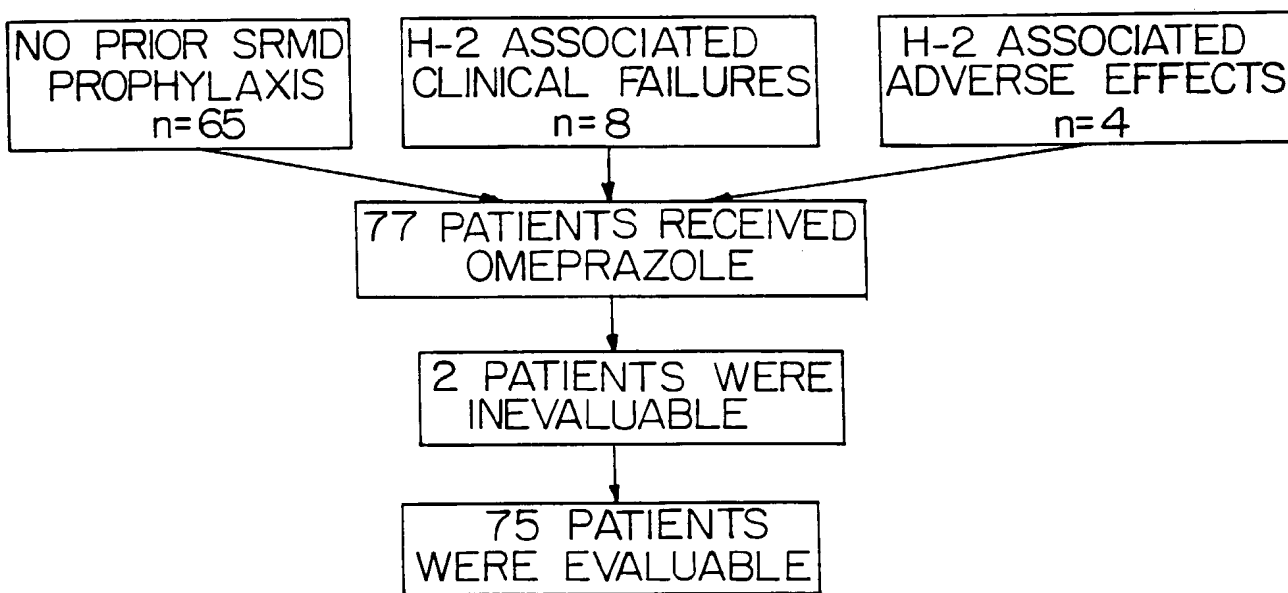 NO PRIOR SRMD
PROPHYLAXIS
n=65
H-2 ASSOCIATED
CLINICAL FAILURES
n=8
H-2 ASSOCIATED
ADVERSE EFFECTS
n=4
77 PATIENTS RECEIVED
OMEPRAZOLE
2 PATIENTS WERE
INEVALUABLE
75 PATIENTS
WERE EVALUABLE